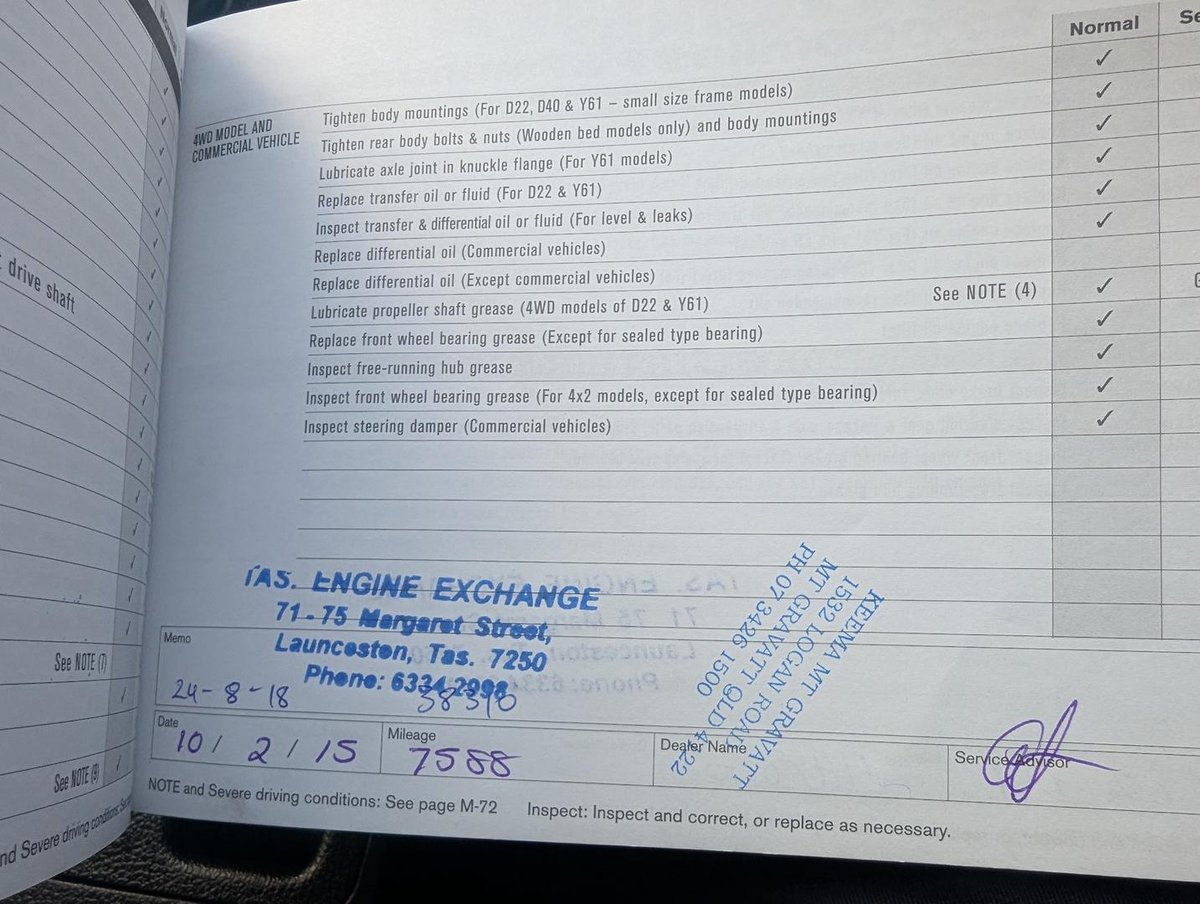 Normal
4WD MODEL AND
COMMERCIAL VEHICLE
Tighten body mountings (For D22, D40 & Y61 – small size frame models) ✓
Tighten rear body bolts & nuts (Wooden bed models only) and body mountings ✓
Lubricate axle joint in knuckle flange (For Y61 models) ✓
Replace transfer oil or fluid (For D22 & Y61) ✓
Inspect transfer & differential oil or fluid (For level & leaks) ✓
Replace differential oil (Commercial vehicles) ✓
Replace differential oil (Except commercial vehicles)
Lubricate propeller shaft grease (4WD models of D22 & Y61) See NOTE (4) ✓
Replace front wheel bearing grease (Except for sealed type bearing) ✓
Inspect free-running hub grease ✓
Inspect front wheel bearing grease (For 4x2 models, except for sealed type bearing) ✓
Inspect steering damper (Commercial vehicles) ✓
drive shaft
See NOTE (7)
See NOTE (9)
nd Severe driving conditions:
TAS. ENGINE EXCHANGE
71-75 Margaret Street,
Launceston, Tas. 7250
Phone: 6334 2998
KEEMA MT GRAVATT
1532 LOGAN ROAD
MT GRAVATT QLD 4122
PH 07 3426 1500
Memo
24-8-18 38310
Date
10/2/15
Mileage
7588
Dealer Name
Service Advisor
NOTE and Severe driving conditions: See page M-72 Inspect: Inspect and correct, or replace as necessary.